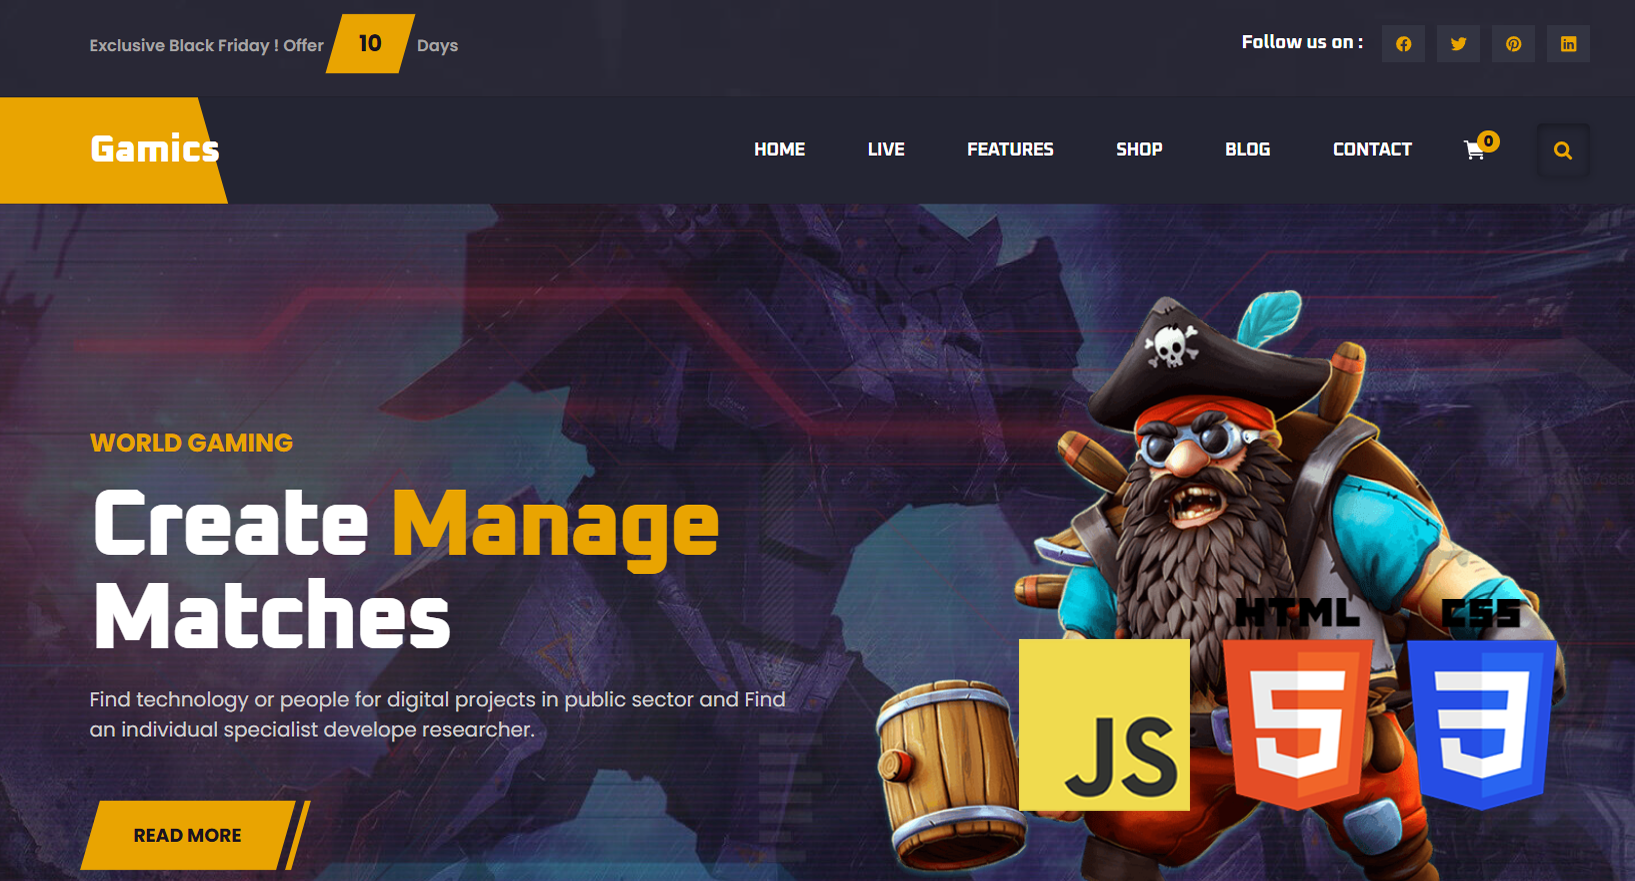 Exclusive Black Friday ! Offer 10 Days
Follow us on :
Gamics
HOME LIVE FEATURES SHOP BLOG CONTACT 0
WORLD GAMING
Create Manage
Matches
Find technology or people for digital projects in public sector and Find
an individual specialist develope researcher.
READ MORE
HTML CSS
JS 5 3